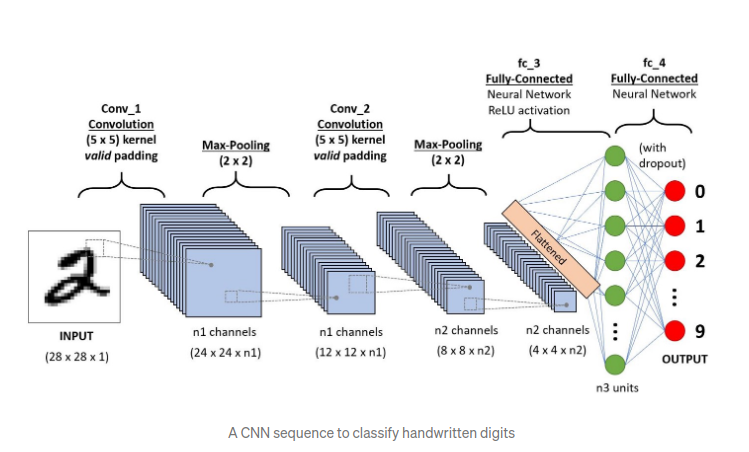 fc_3
Fully-Connected
Neural Network
ReLU activation
fc_4
Fully-Connected
Neural Network
Conv_1
Convolution
(5 x 5) kernel
valid padding
Max-Pooling
(2 x 2)
Conv_2
Convolution
(5 x 5) kernel
valid padding
Max-Pooling
(2 x 2)
(with
dropout)
Flattened
0
1
2
9
2
INPUT
(28 x 28 x 1)
n1 channels
(24 x 24 x n1)
n1 channels
(12 x 12 x n1)
n2 channels
(8 x 8 x n2)
n2 channels
(4 x 4 x n2)
OUTPUT
n3 units
A CNN sequence to classify handwritten digits